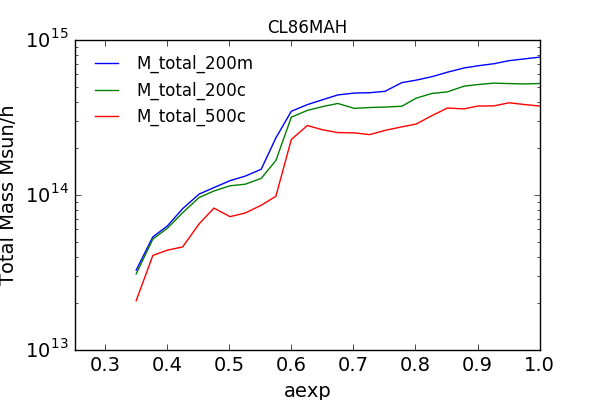 CL86MAH
10^15
M_total_200m
M_total_200c
M_total_500c
Total Mass Msun/h
10^14
10^13
0.3 0.4 0.5 0.6 0.7 0.8 0.9 1.0
aexp